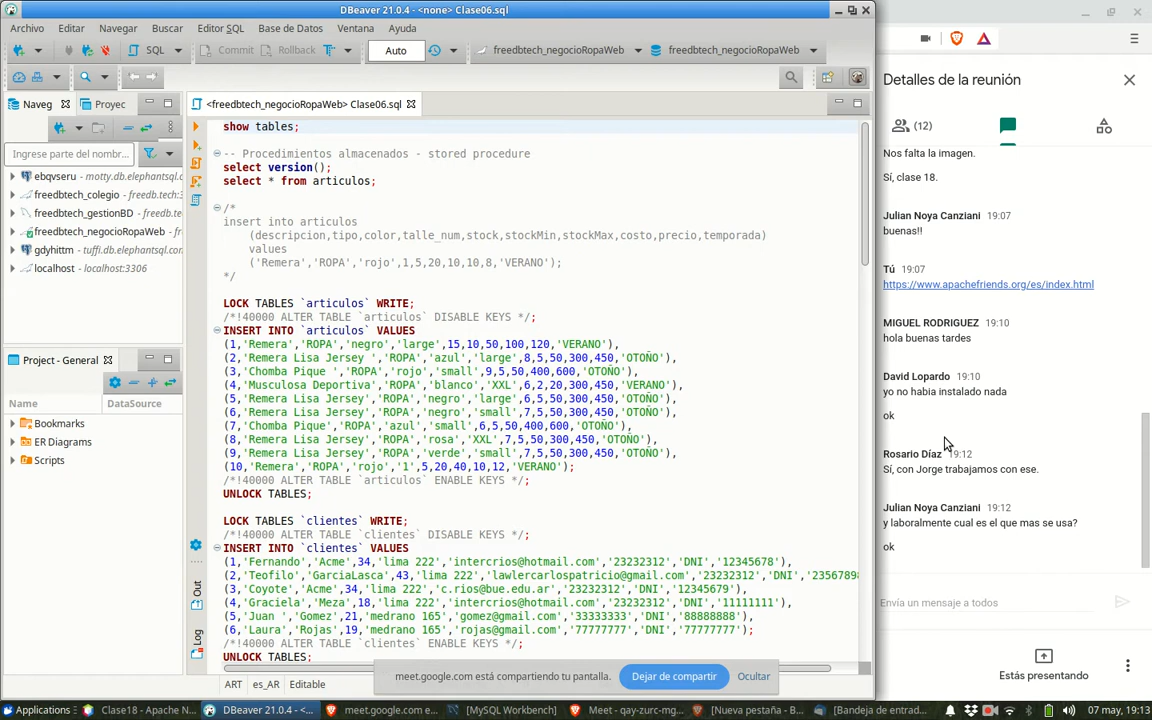 DBeaver 21.0.4 - <none> Clase06.sql
Archivo Editar Navegar Buscar Editor SQL Base de Datos Ventana Ayuda
SQL Commit Rollback Auto freedbtech_negocioRopaWeb freedbtech_negocioRopaWeb
Naveg Proyec
Ingrese parte del nombr...
ebqvseru - motty.db.elephantsql.c
freedbtech_colegio - freedb.tech:3
freedbtech_gestionBD - freedb.te
freedbtech_negocioRopaWeb - fr
gdyhittm - tuffi.db.elephantsql.con
localhost - localhost:3306
Project - General
Name DataSource
Bookmarks
ER Diagrams
Scripts
<freedbtech_negocioRopaWeb> Clase06.sql
show tables;
-- Procedimientos almacenados - stored procedure
select version();
select * from articulos;
/*
insert into articulos
(descripcion,tipo,color,talle_num,stock,stockMin,stockMax,costo,precio,temporada)
values
('Remera','ROPA','rojo',1,5,20,10,10,8,'VERANO');
*/
LOCK TABLES `articulos` WRITE;
/*!40000 ALTER TABLE `articulos` DISABLE KEYS */;
INSERT INTO `articulos` VALUES
(1,'Remera','ROPA','negro','large',15,10,50,100,120,'VERANO'),
(2,'Remera Lisa Jersey ','ROPA','azul','large',8,5,50,300,450,'OTOÑO'),
(3,'Chomba Pique ','ROPA','rojo','small',9,5,50,400,600,'OTOÑO'),
(4,'Musculosa Deportiva','ROPA','blanco','XXL',6,2,20,300,450,'VERANO'),
(5,'Remera Lisa Jersey','ROPA','negro','large',6,5,50,300,450,'OTOÑO'),
(6,'Remera Lisa Jersey','ROPA','negro','small',7,5,50,300,450,'OTOÑO'),
(7,'Chomba Pique','ROPA','azul','small',6,5,50,400,600,'OTOÑO'),
(8,'Remera Lisa Jersey','ROPA','rosa','XXL',7,5,50,300,450,'OTOÑO'),
(9,'Remera Lisa Jersey','ROPA','verde','small',7,5,50,300,450,'OTOÑO'),
(10,'Remera','ROPA','rojo','1',5,20,40,10,12,'VERANO');
/*!40000 ALTER TABLE `articulos` ENABLE KEYS */;
UNLOCK TABLES;
LOCK TABLES `clientes` WRITE;
/*!40000 ALTER TABLE `clientes` DISABLE KEYS */;
INSERT INTO `clientes` VALUES
(1,'Fernando','Acme',34,'lima 222','intercrios@hotmail.com','23232312','DNI','12345678'),
(2,'Teofilo','GarciaLasca',43,'lima 222','lawlercarlospatricio@gmail.com','23232312','DNI','2356789
(3,'Coyote','Acme',34,'lima 222','c.rios@bue.edu.ar','23232312','DNI','12345679'),
(4,'Graciela','Meza',18,'lima 222','intercrios@hotmail.com','23232312','DNI','11111111'),
(5,'Juan ','Gomez',21,'medrano 165','gomez@gmail.com','33333333','DNI','88888888'),
(6,'Laura','Rojas',19,'medrano 165','rojas@gmail.com','77777777','DNI','77777777');
/*!40000 ALTER TABLE `clientes` ENABLE KEYS */;
UNLOCK TABLES;
Out
Log
ART es_AR Editable
meet.google.com está compartiendo tu pantalla. Dejar de compartir Ocultar
Detalles de la reunión
(12)
Nos falta la imagen.
Sí, clase 18.
Julian Noya Canziani 19:07
buenas!!
Tú 19:07
https://www.apachefriends.org/es/index.html
MIGUEL RODRIGUEZ 19:10
hola buenas tardes
David Lopardo 19:10
yo no habia instalado nada
ok
Rosario Díaz 19:12
Sí, con Jorge trabajamos con ese.
Julian Noya Canziani 19:12
y laboralmente cual es el que mas se usa?
ok
Envía un mensaje a todos
Estás presentando
Applications Clase18 - Apache N... DBeaver 21.0.4 - <... meet.google.com e... [MySQL Workbench] Meet - qay-zurc-mg... [Nueva pestaña - B... [Bandeja de entrad... 07 may, 19:13